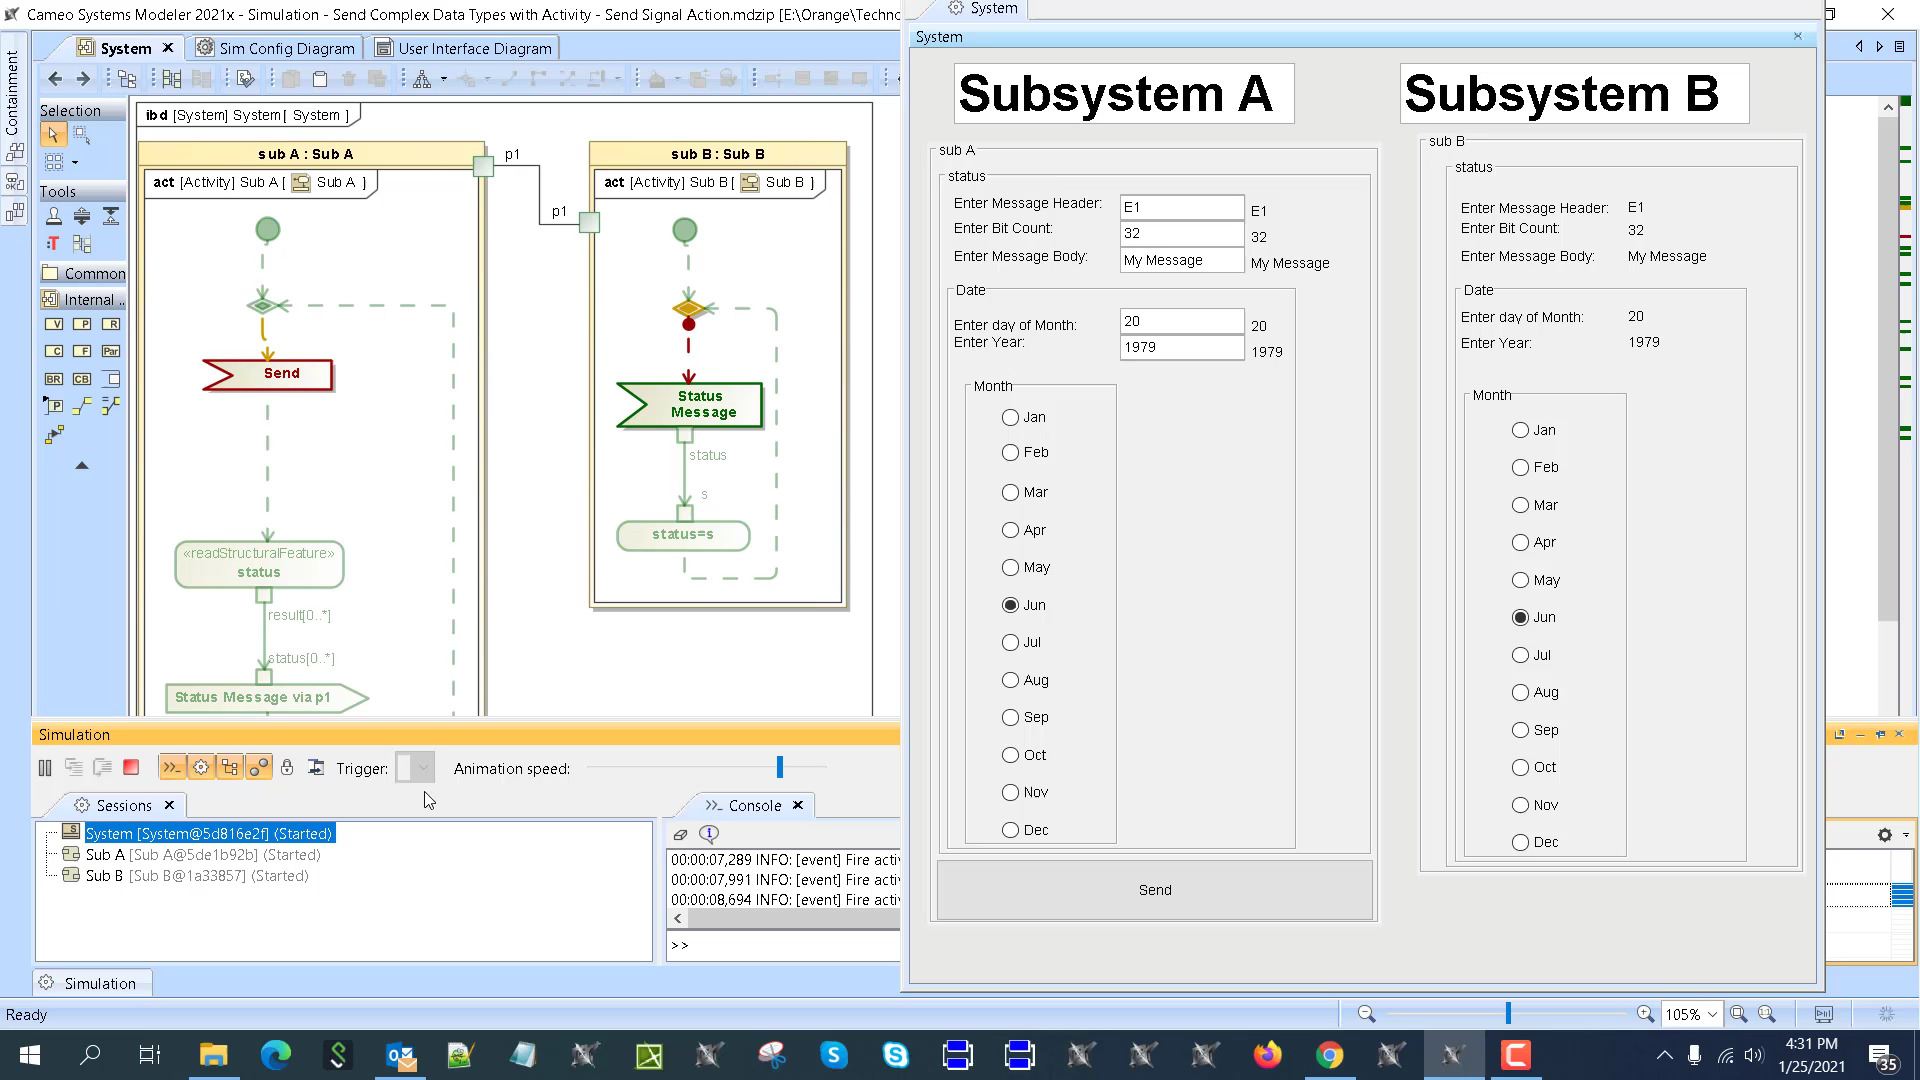 Cameo Systems Modeler 2021x - Simulation - Send Complex Data Types with Activity - Send Signal Action.mdzip [E:\Orange\Techno
System
System
Sim Config Diagram
User Interface Diagram
Containment
Selection
Tools
Common
Internal ..
V P R
C F Par
BR CB
P
ibd [System] System[ System ]
sub A : Sub A
act [Activity] Sub A [ Sub A ]
Send
«readStructuralFeature»
status
result[0..*]
status[0..*]
Status Message via p1
p1
p1
sub B : Sub B
act [Activity] Sub B [ Sub B ]
Status
Message
status
s
status=s
System
Subsystem A
sub A
status
Enter Message Header: E1 E1
Enter Bit Count: 32 32
Enter Message Body: My Message My Message
Date
Enter day of Month: 20 20
Enter Year: 1979 1979
Month
Jan
Feb
Mar
Apr
May
Jun
Jul
Aug
Sep
Oct
Nov
Dec
Send
Subsystem B
sub B
status
Enter Message Header: E1
Enter Bit Count: 32
Enter Message Body: My Message
Date
Enter day of Month: 20
Enter Year: 1979
Month
Jan
Feb
Mar
Apr
May
Jun
Jul
Aug
Sep
Oct
Nov
Dec
Simulation
Trigger:
Animation speed:
Sessions
System [System@5d816e2f] (Started)
Sub A [Sub A@5de1b92b] (Started)
Sub B [Sub B@1a33857] (Started)
Console
00:00:07,289 INFO: [event] Fire activ
00:00:07,991 INFO: [event] Fire activ
00:00:08,694 INFO: [event] Fire activ
>>
Simulation
Ready
105%
4:31 PM
1/25/2021
35